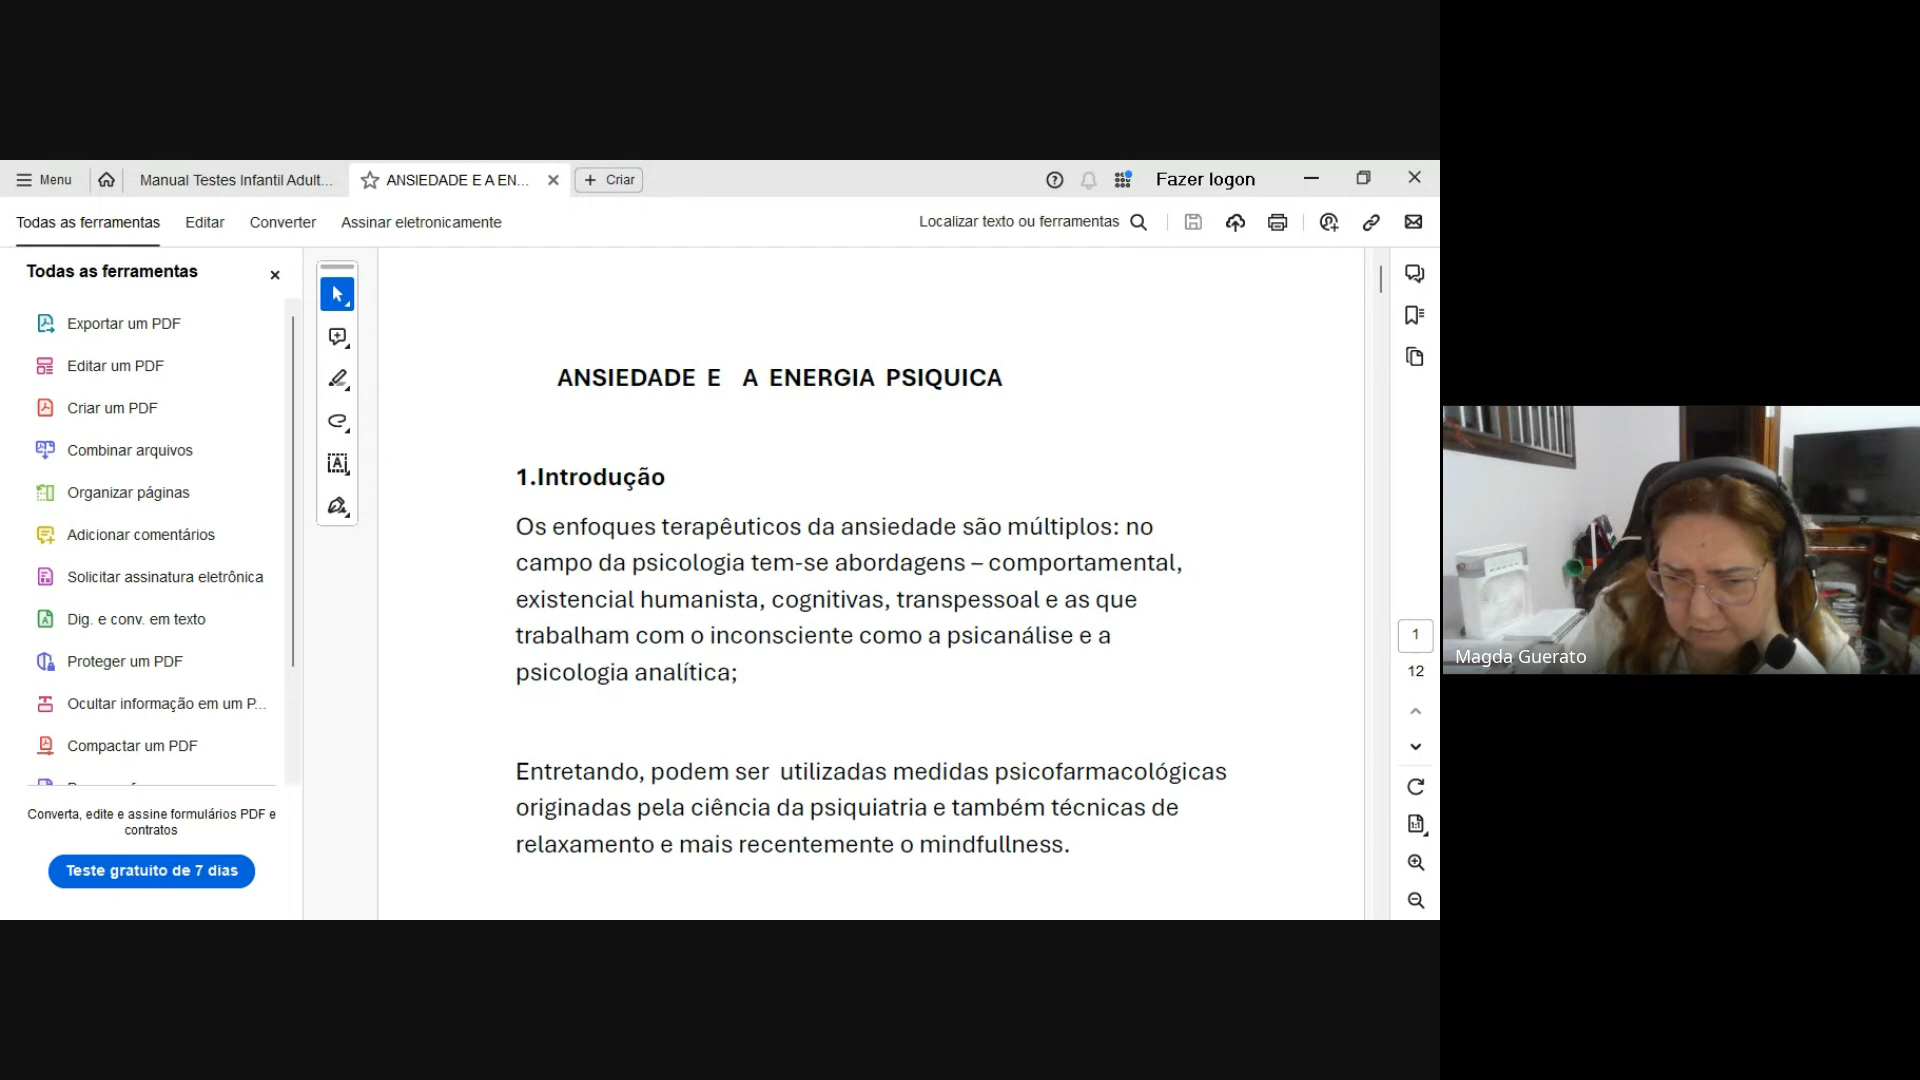 Menu
Manual Testes Infantil Adult...
ANSIEDADE E A EN...
Criar
Fazer logon
Todas as ferramentas
Editar
Converter
Assinar eletronicamente
Localizar texto ou ferramentas
Todas as ferramentas
Exportar um PDF
Editar um PDF
Criar um PDF
Combinar arquivos
Organizar páginas
Adicionar comentários
Solicitar assinatura eletrônica
Dig. e conv. em texto
Proteger um PDF
Ocultar informação em um P...
Compactar um PDF
Converta, edite e assine formulários PDF e
contratos
Teste gratuito de 7 dias
ANSIEDADE E A ENERGIA PSIQUICA
1.Introdução
Os enfoques terapêuticos da ansiedade são múltiplos: no
campo da psicologia tem-se abordagens – comportamental,
existencial humanista, cognitivas, transpessoal e as que
trabalham com o inconsciente como a psicanálise e a
psicologia analítica;
Entretando, podem ser utilizadas medidas psicofarmacológicas
originadas pela ciência da psiquiatria e também técnicas de
relaxamento e mais recentemente o mindfullness.
1
12
Magda Guerato